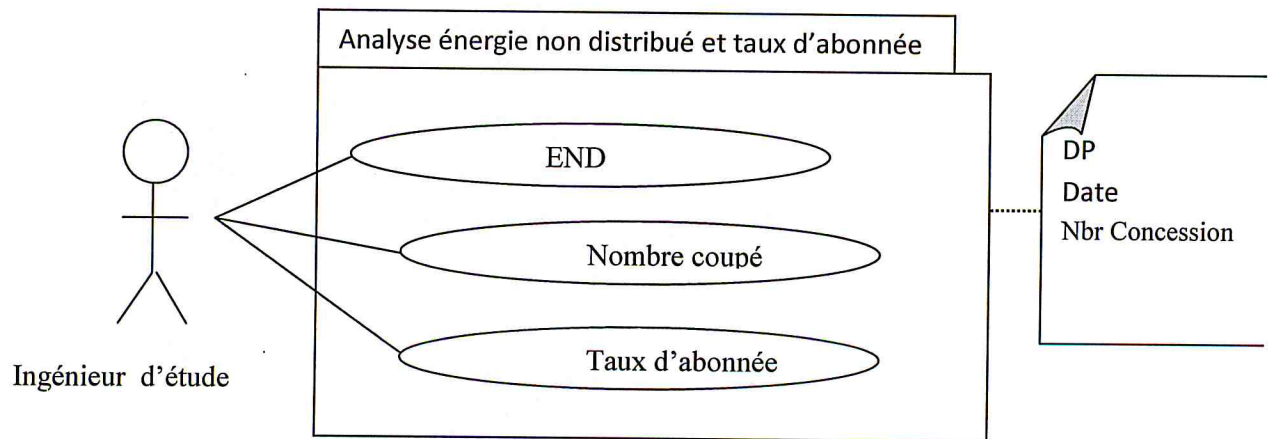 Analyse énergie non distribué et taux d'abonnée
END
Nombre coupé
Taux d'abonnée
Ingénieur d'étude
DP
Date
Nbr Concession